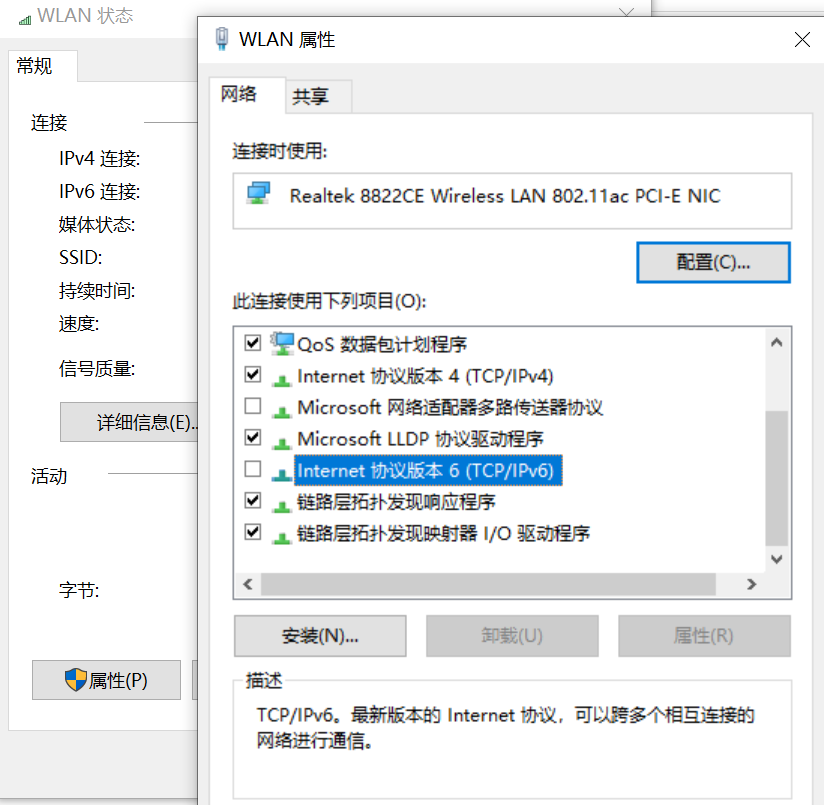 WLAN 状态
常规
连接
IPv4 连接:
IPv6 连接:
媒体状态:
SSID:
持续时间:
速度:
信号质量:
详细信息(E)...
活动
字节:
属性(P)
WLAN 属性
网络
共享
连接时使用:
Realtek 8822CE Wireless LAN 802.11ac PCI-E NIC
配置(C)...
此连接使用下列项目(O):
QoS 数据包计划程序
Internet 协议版本 4 (TCP/IPv4)
Microsoft 网络适配器多路传送器协议
Microsoft LLDP 协议驱动程序
Internet 协议版本 6 (TCP/IPv6)
链路层拓扑发现响应程序
链路层拓扑发现映射器 I/O 驱动程序
安装(N)...
卸载(U)
属性(R)
描述
TCP/IPv6。最新版本的 Internet 协议，可以跨多个相互连接的
网络进行通信。